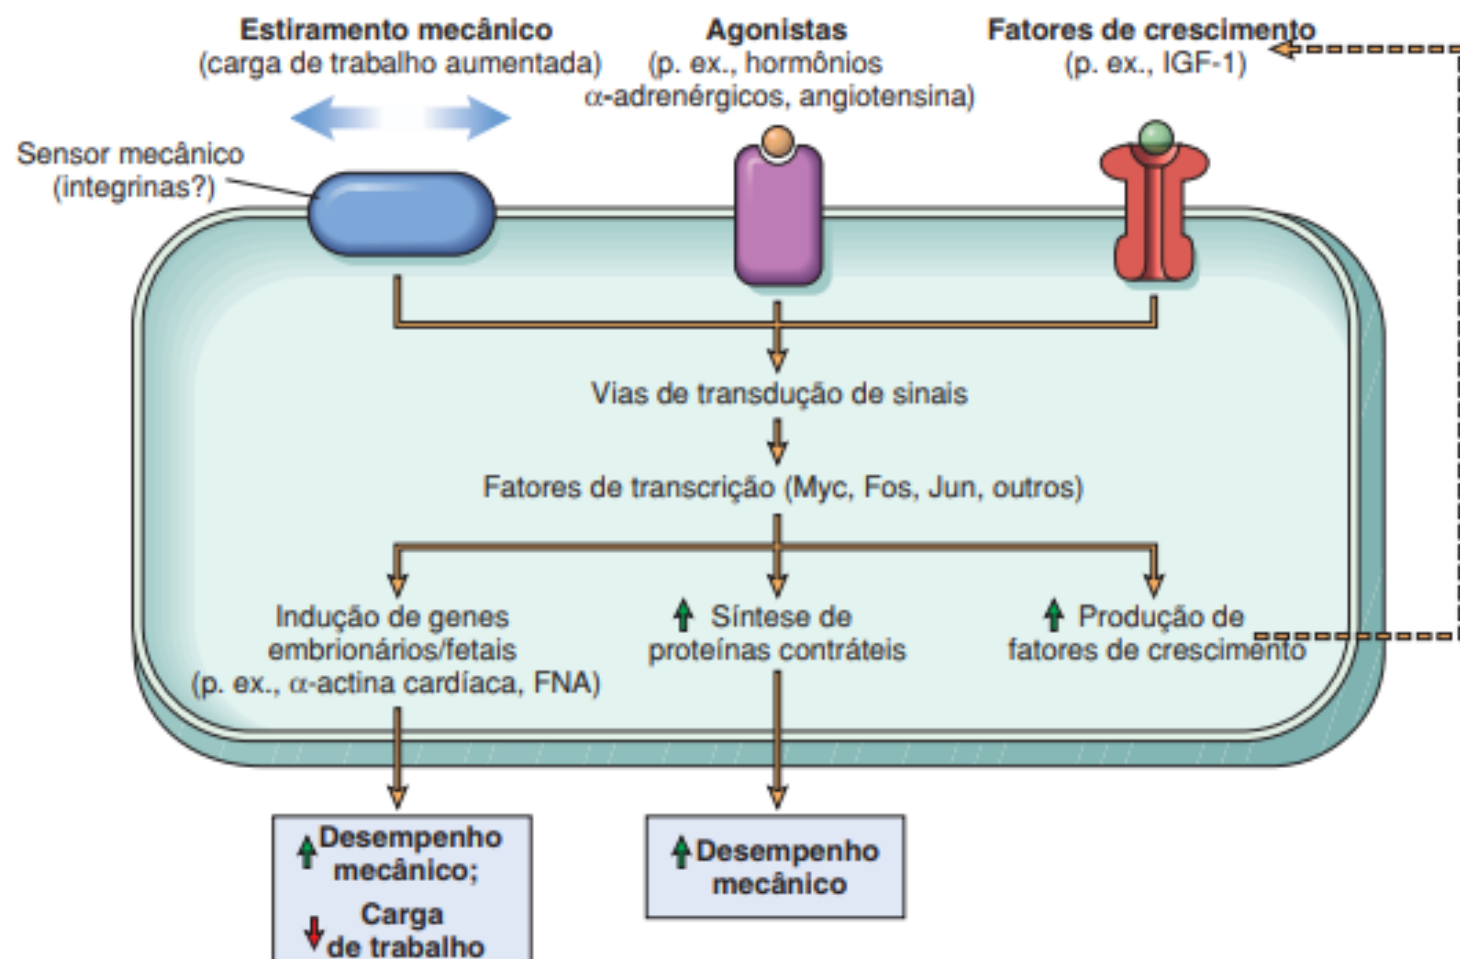 Estiramento mecânico
(carga de trabalho aumentada)
Agonistas
(p. ex., hormônios
α-adrenérgicos, angiotensina)
Fatores de crescimento
(p. ex., IGF-1)
Sensor mecânico
(integrinas?)
Vias de transdução de sinais
Fatores de transcrição (Myc, Fos, Jun, outros)
Indução de genes
embrionários/fetais
(p. ex., α-actina cardíaca, FNA)
Síntese de
proteínas contráteis
Produção de
fatores de crescimento
Desempenho
mecânico;
Carga
de trabalho
Desempenho
mecânico